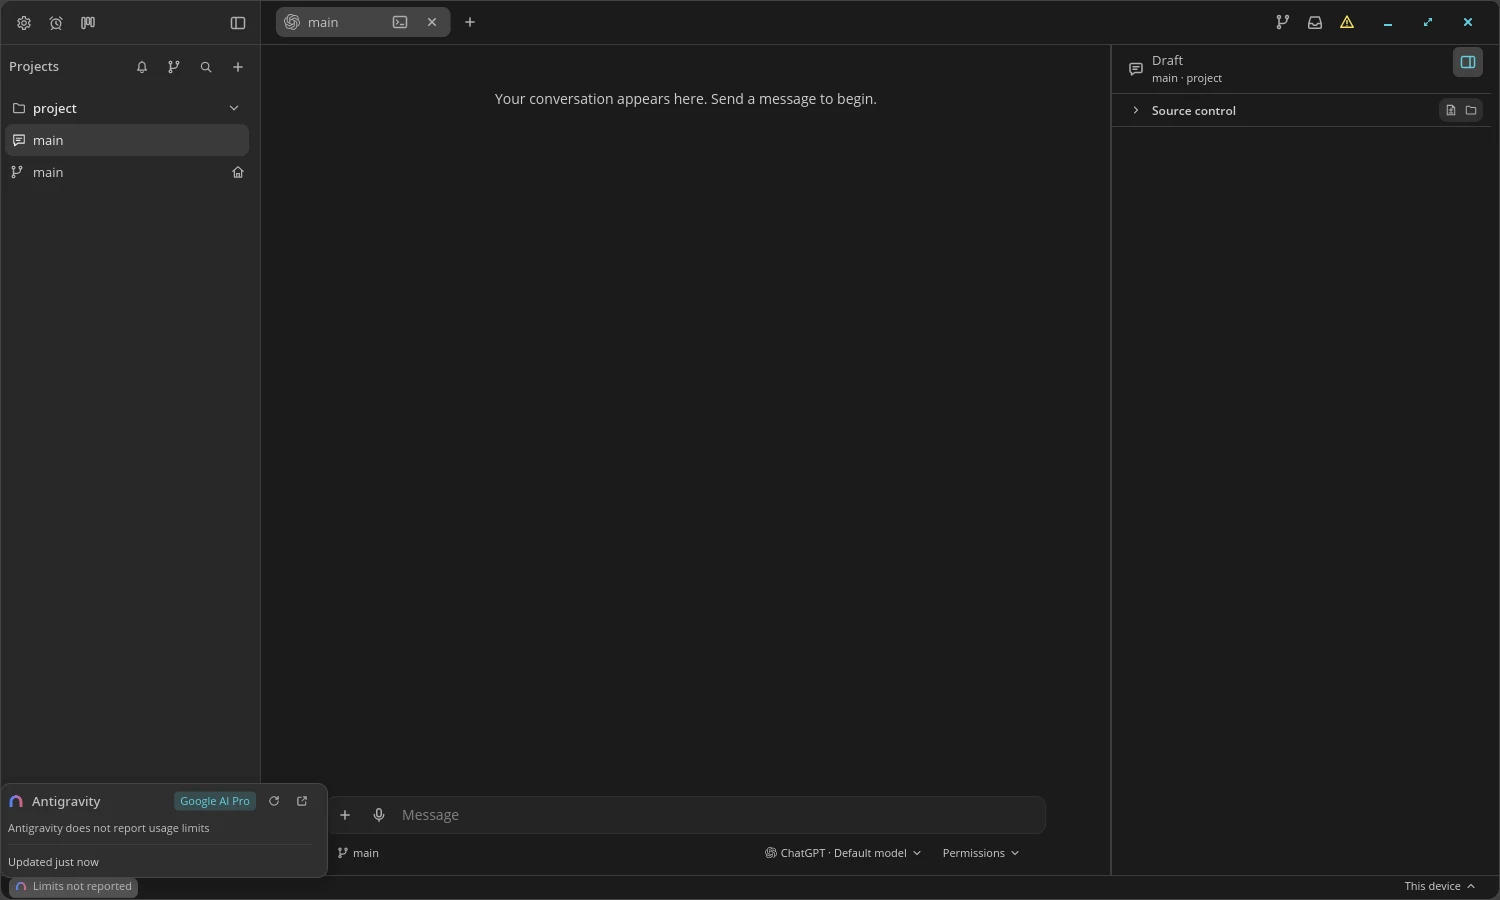 main
Projects
project
main
main
Your conversation appears here. Send a message to begin.
Draft
main · project
Source control
Antigravity
Google AI Pro
Antigravity does not report usage limits
Updated just now
Message
main
ChatGPT · Default model
Permissions
Limits not reported
This device